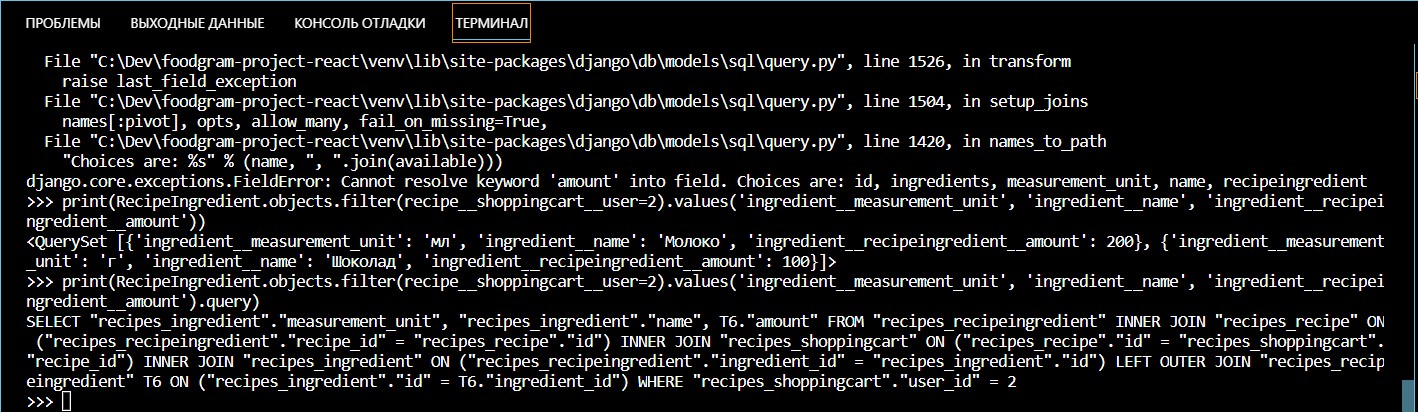 ПРОБЛЕМЫ ВЫХОДНЫЕ ДАННЫЕ КОНСОЛЬ ОТЛАДКИ ТЕРМИНАЛ
File "C:\Dev\foodgram-project-react\venv\lib\site-packages\django\db\models\sql\query.py", line 1526, in transform
raise last_field_exception
File "C:\Dev\foodgram-project-react\venv\lib\site-packages\django\db\models\sql\query.py", line 1504, in setup_joins
names[:pivot], opts, allow_many, fail_on_missing=True,
File "C:\Dev\foodgram-project-react\venv\lib\site-packages\django\db\models\sql\query.py", line 1420, in names_to_path
"Choices are: %s" % (name, ", ".join(available)))
django.core.exceptions.FieldError: Cannot resolve keyword 'amount' into field. Choices are: id, ingredients, measurement_unit, name, recipeingredient
>>> print(RecipeIngredient.objects.filter(recipe__shoppingcart__user=2).values('ingredient__measurement_unit', 'ingredient__name', 'ingredient__recipei
ngredient__amount'))
<QuerySet [{'ingredient__measurement_unit': 'мл', 'ingredient__name': 'Молоко', 'ingredient__recipeingredient__amount': 200}, {'ingredient__measurement
_unit': 'г', 'ingredient__name': 'Шоколад', 'ingredient__recipeingredient__amount': 100}]>
>>> print(RecipeIngredient.objects.filter(recipe__shoppingcart__user=2).values('ingredient__measurement_unit', 'ingredient__name', 'ingredient__recipei
ngredient__amount').query)
SELECT "recipes_ingredient"."measurement_unit", "recipes_ingredient"."name", T6."amount" FROM "recipes_recipeingredient" INNER JOIN "recipes_recipe" ON
("recipes_recipeingredient"."recipe_id" = "recipes_recipe"."id") INNER JOIN "recipes_shoppingcart" ON ("recipes_recipe"."id" = "recipes_shoppingcart".
"recipe_id") INNER JOIN "recipes_ingredient" ON ("recipes_recipeingredient"."ingredient_id" = "recipes_ingredient"."id") LEFT OUTER JOIN "recipes_recip
eingredient" T6 ON ("recipes_ingredient"."id" = T6."ingredient_id") WHERE "recipes_shoppingcart"."user_id" = 2
>>>